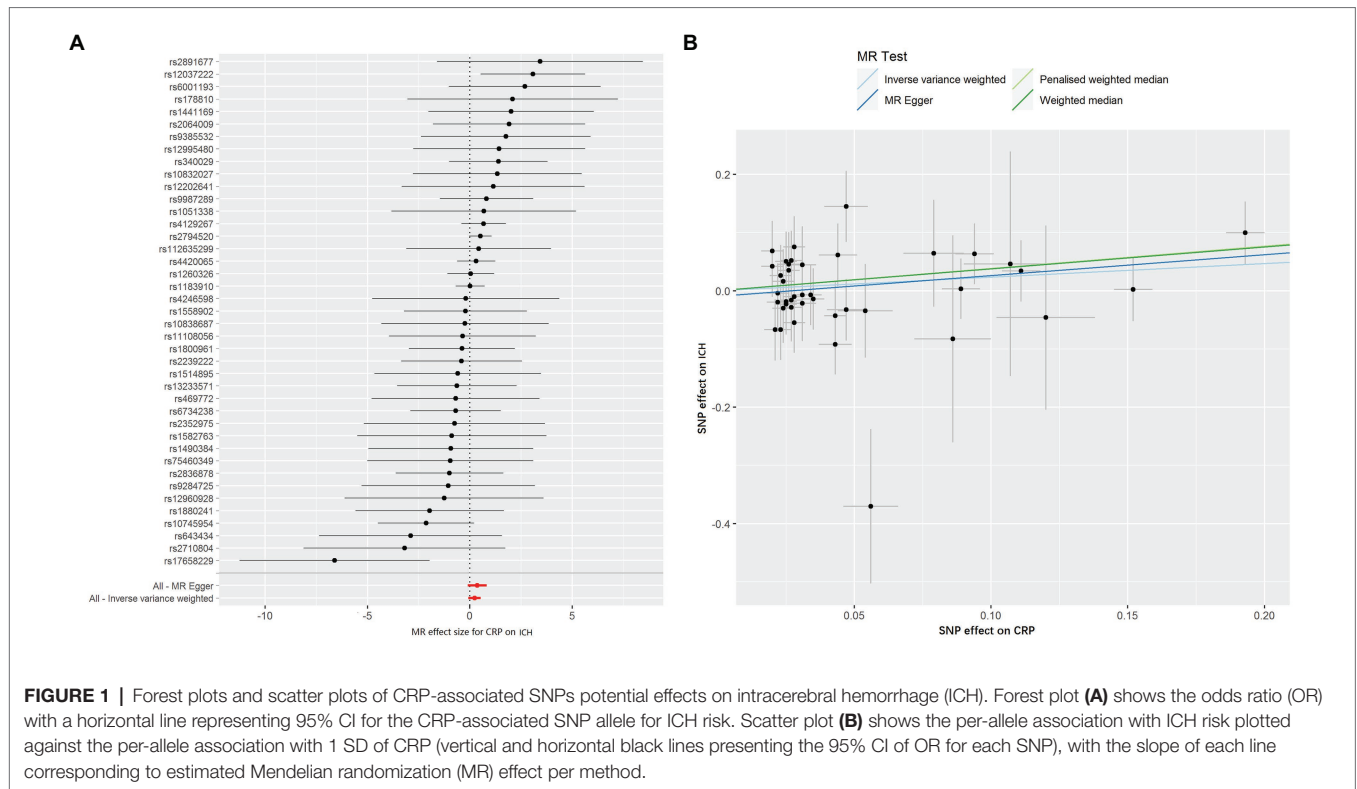 A
rs2891677
rs12037222
rs6001193
rs178810
rs1441169
rs2064009
rs9385532
rs12995480
rs340029
rs10832027
rs12202641
rs9987289
rs1051338
rs4129267
rs2794520
rs112635299
rs4420065
rs1260326
rs1183910
rs4246598
rs1558902
rs10838687
rs11108056
rs1800961
rs2239222
rs1514895
rs13233571
rs469772
rs6734238
rs2352975
rs1582763
rs1490384
rs75460349
rs2836878
rs9284725
rs12960928
rs1880241
rs10745954
rs643434
rs2710804
rs17658229
All - MR Egger
All - Inverse variance weighted
-10 -5 0 5
MR effect size for CRP on ICH
B
MR Test
Inverse variance weighted Penalised weighted median
MR Egger Weighted median
0.2
0.0
-0.2
-0.4
SNP effect on ICH
0.05 0.10 0.15 0.20
SNP effect on CRP
FIGURE 1 | Forest plots and scatter plots of CRP-associated SNPs potential effects on intracerebral hemorrhage (ICH). Forest plot (A) shows the odds ratio (OR)
with a horizontal line representing 95% CI for the CRP-associated SNP allele for ICH risk. Scatter plot (B) shows the per-allele association with ICH risk plotted
against the per-allele association with 1 SD of CRP (vertical and horizontal black lines presenting the 95% CI of OR for each SNP), with the slope of each line
corresponding to estimated Mendelian randomization (MR) effect per method.